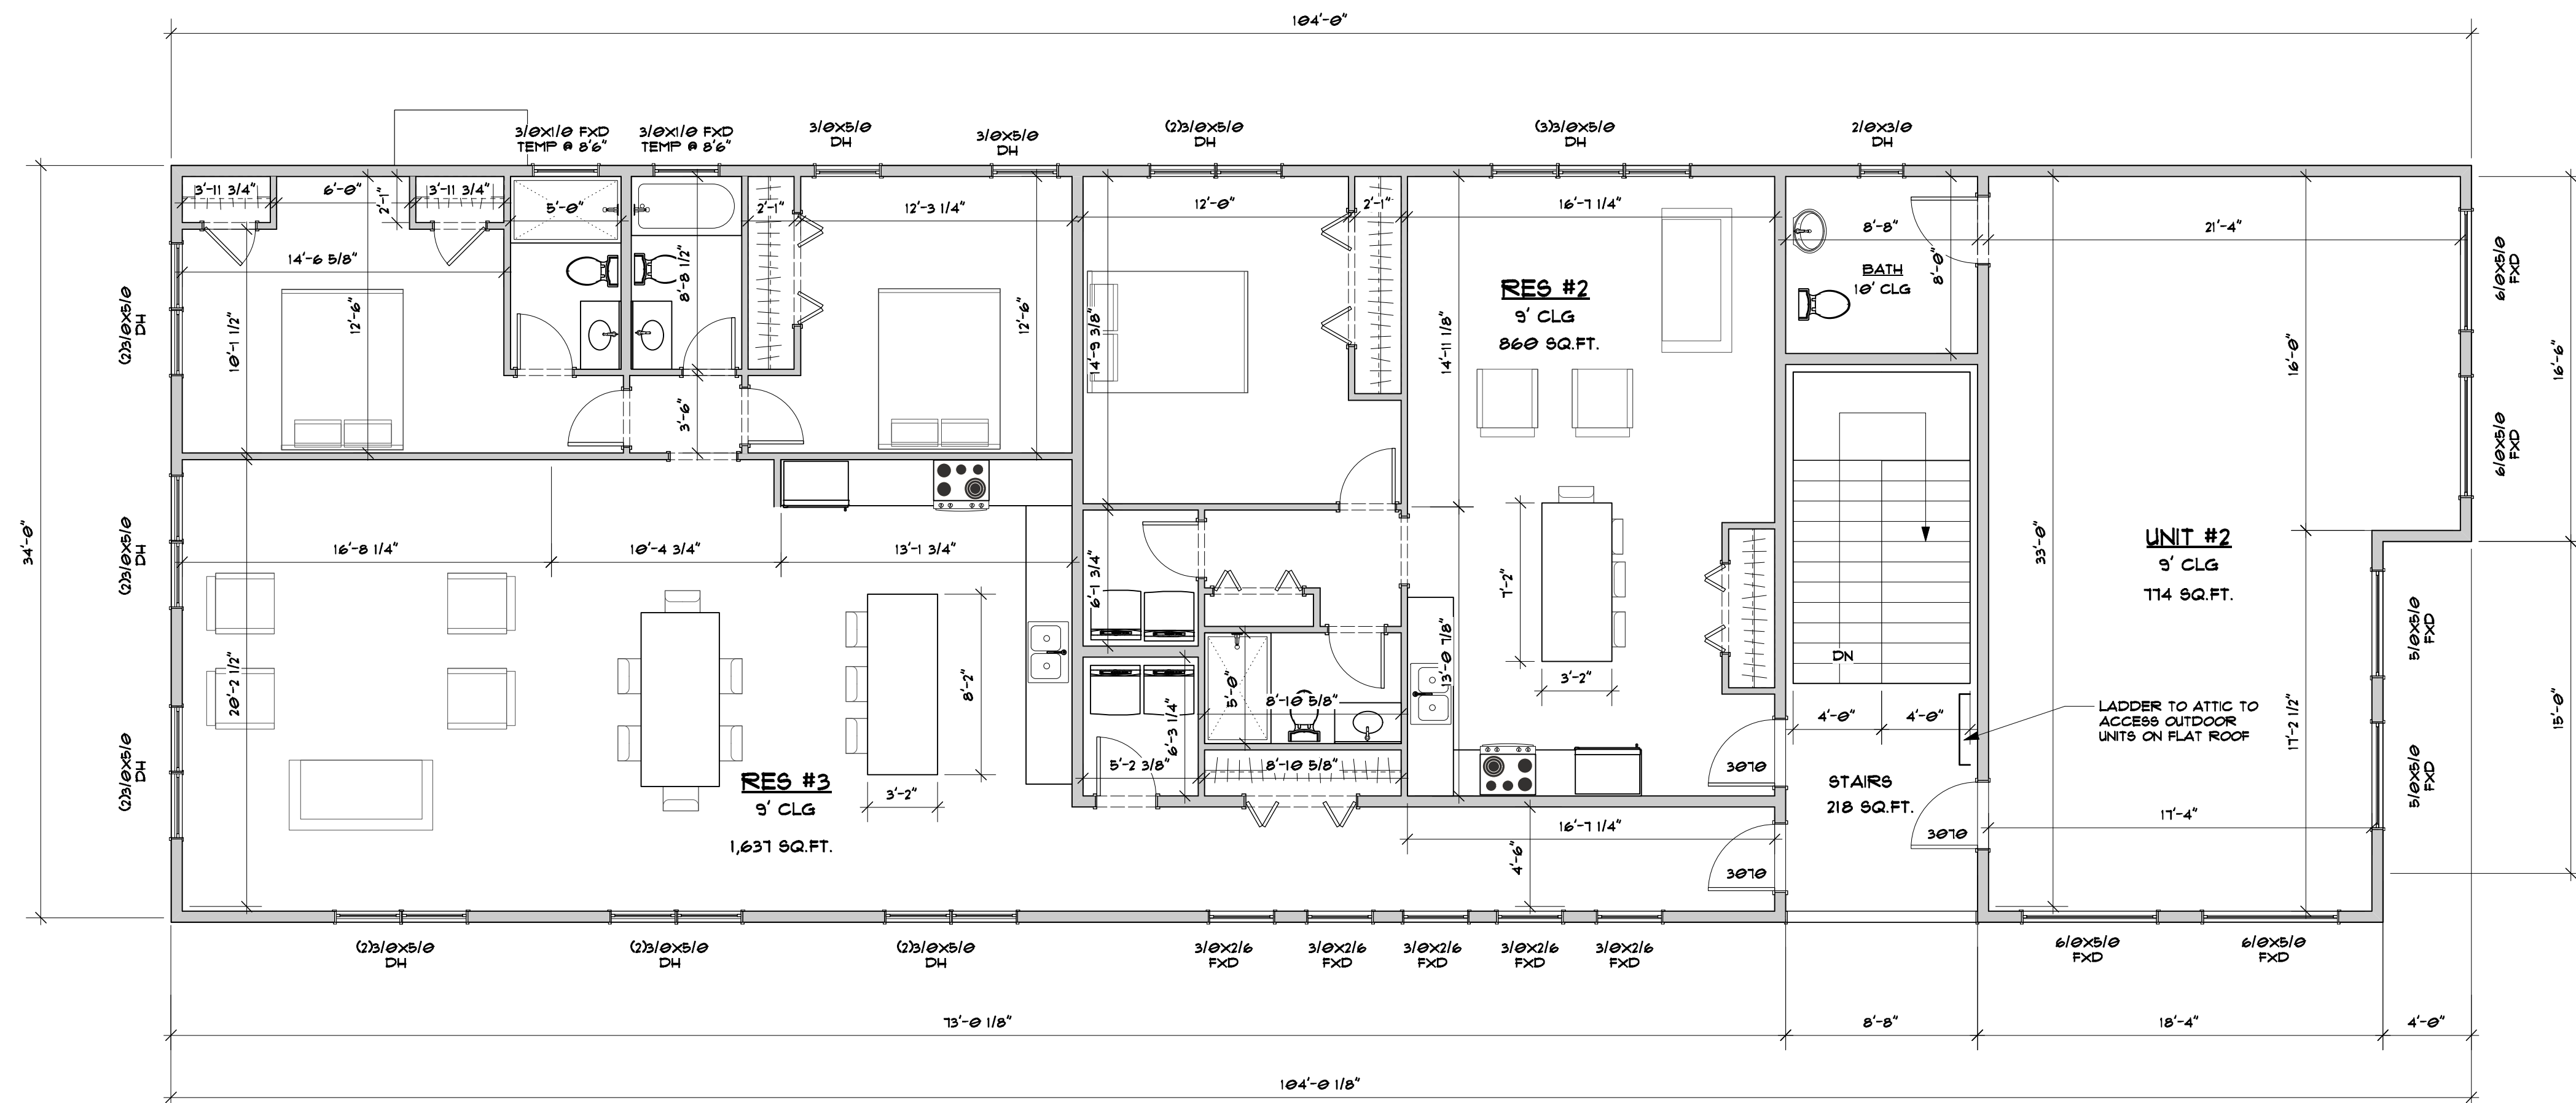 104'-0"
3/0X1/0 FXD
TEMP @ 8'6"
3/0X1/0 FXD
TEMP @ 8'6"
3/0X5/0
DH
3/0X5/0
DH
(2)3/0X5/0
DH
(3)3/0X5/0
DH
2/0X3/0
DH
3'-11 3/4"
6'-0"
2'-1"
3'-11 3/4"
5'-0"
2'-1"
12'-3 1/4"
12'-0"
2'-1"
16'-7 1/4"
8'-8"
21'-4"
14'-6 5/8"
8'-8 1/2"
BATH
10' CLG
8'-0"
6/0X5/0
FXD
(2)3/0X5/0
DH
10'-1 1/2"
12'-6"
12'-6"
14'-9 3/8"
14'-11 1/8"
RES #2
9' CLG
860 SQ.FT.
16'-0"
16'-6"
3'-6"
6/0X5/0
FXD
34'-0"
(2)3/0X5/0
DH
16'-8 1/4"
10'-4 3/4"
13'-1 3/4"
6'-1 3/4"
7'-2"
33'-0"
UNIT #2
9' CLG
774 SQ.FT.
5/0X5/0
FXD
20'-2 1/2"
8'-2"
5'-0"
8'-10 5/8"
13'-0 7/8"
3'-2"
DN
4'-0"
4'-0"
LADDER TO ATTIC TO
ACCESS OUTDOOR
UNITS ON FLAT ROOF
17'-2 1/2"
15'-0"
(2)3/0X5/0
DH
RES #3
9' CLG
1,637 SQ.FT.
3'-2"
6'-3 1/4"
5'-2 3/8"
8'-10 5/8"
3070
STAIRS
218 SQ.FT.
5/0X5/0
FXD
16'-7 1/4"
4'-6"
3070
3070
17'-4"
(2)3/0X5/0
DH
(2)3/0X5/0
DH
(2)3/0X5/0
DH
3/0X2/6
FXD
3/0X2/6
FXD
3/0X2/6
FXD
3/0X2/6
FXD
3/0X2/6
FXD
6/0X5/0
FXD
6/0X5/0
FXD
73'-0 1/8"
8'-8"
18'-4"
4'-0"
104'-0 1/8"